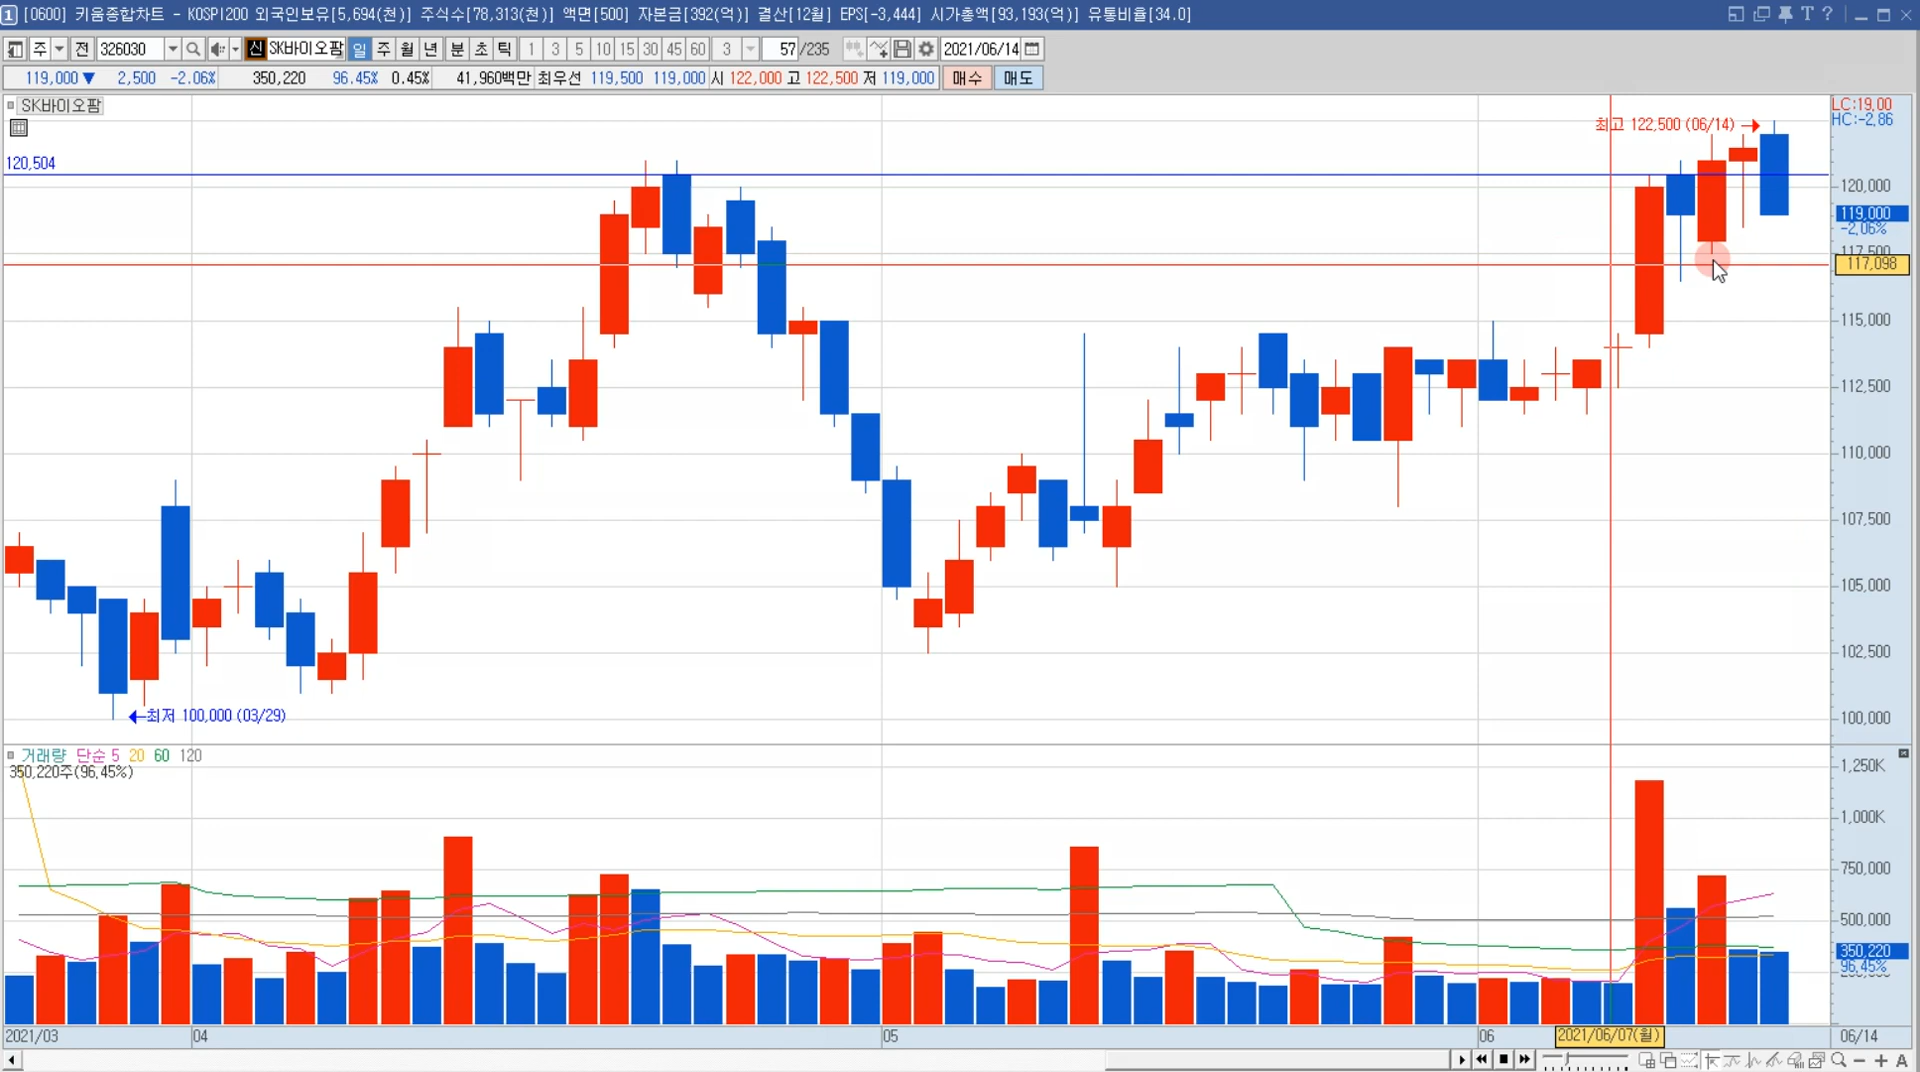 1 [0600] 키움종합차트 - KOSPI200 외국인보유[5,694(천)] 주식수[78,313(천)] 액면[500] 자본금[392(억)] 결산[12월] EPS[-3,444] 시가총액[93,193(억)] 유통비율[34.0] T ?
주 전 326030 신 SK바이오팜 일 주 월 년 분 초 틱 1 3 5 10 15 30 45 60 3 57 /235 2021/06/14
119,000 ▼ 2,500 -2.06% 350,220 96.45% 0.45% 41,960백만 최우선 119,500 119,000 시 122,000 고 122,500 저 119,000 매수 매도
SK바이오팜
LC:19.00
HC:-2.86
최고 122,500 (06/14) →
120,504
120,000
119,000
-2.06%
117,500
117,098
115,000
112,500
110,000
107,500
105,000
102,500
←최저 100,000 (03/29)
100,000
거래량 단순 5 20 60 120
350,220주(96.45%)
1,250K
1,000K
750,000
500,000
350,220
96.45%
2021/03 04 05 06 2021/06/07(월) 06/14
A